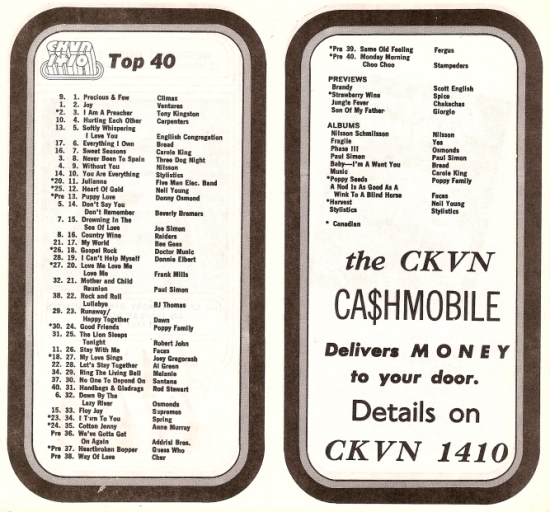 CKVN
1410
Top 40
9. 1. Precious & Few Climax
1. 2. Joy Ventures
*2. 3. I Am A Preacher Tony Kingston
10. 4. Hurting Each Other Carpenters
13. 5. Softly Whispering
I Love You English Congregation
17. 6. Everything I Own Bread
16. 7. Sweet Seasons Carole King
3. 8. Never Been To Spain Three Dog Night
4. 9. Without You Nilsson
14. 10. You Are Everything Stylistics
*20. 11. Julianna Five Man Elec. Band
*25. 12. Heart Of Gold Neil Young
*Pre 13. Puppy Love Donny Osmond
5. 14. Don't Say You
Don't Remember Beverly Bremers
7. 15. Drowning In The
Sea Of Love Joe Simon
8. 16. Country Wine Raiders
21. 17. My World Bee Gees
*26. 18. Gospel Rock Doctor Music
28. 19. I Can't Help Myself Donnie Elbert
*27. 20. Love Me Love Me
Love Me Frank Mills
32. 21. Mother and Child
Reunion Paul Simon
38. 22. Rock and Roll
Lullabye BJ Thomas
29. 23. Runaway/
Happy Together Dawn
*30. 24. Good Friends Poppy Family
31. 25. The Lion Sleeps
Tonight Robert John
11. 26. Stay With Me Faces
*18. 27. My Love Sings Joey Gregorash
22. 28. Let's Stay Together Al Green
34. 29. Ring The Living Bell Melanie
37. 30. No One To Depend On Santana
40. 31. Handbags & Gladrags Rod Stewart
6. 32. Down By The
Lazy River Osmonds
15. 33. Floy Joy Supremes
*23. 34. I Turn To You Spring
*24. 35. Cotton Jenny Anne Murray
Pre 36. We've Gotta Get
On Again Addrisi Bros.
*Pre 37. Heartbroken Bopper Guess Who
Pre 38. Way Of Love Cher
*Pre 39. Same Old Feeling Fergus
*Pre 40. Monday Morning
Choo Choo Stampeders
PREVIEWS
Brandy Scott English
*Strawberry Wine Spice
Jungle Fever Chakachas
Son Of My Father Giorgio
ALBUMS
Nilsson Schmilsson Nilsson
Fragile Yes
Phase III Osmonds
Paul Simon Paul Simon
Baby—I'm A Want You Bread
Music Carole King
*Poppy Seeds Poppy Family
A Nod Is As Good As A
Wink To A Blind Horse Faces
*Harvest Neil Young
Stylistics Stylistics
* Canadian
the CKVN
CA$HMOBILE
Delivers MONEY
to your door.
Details on
CKVN 1410